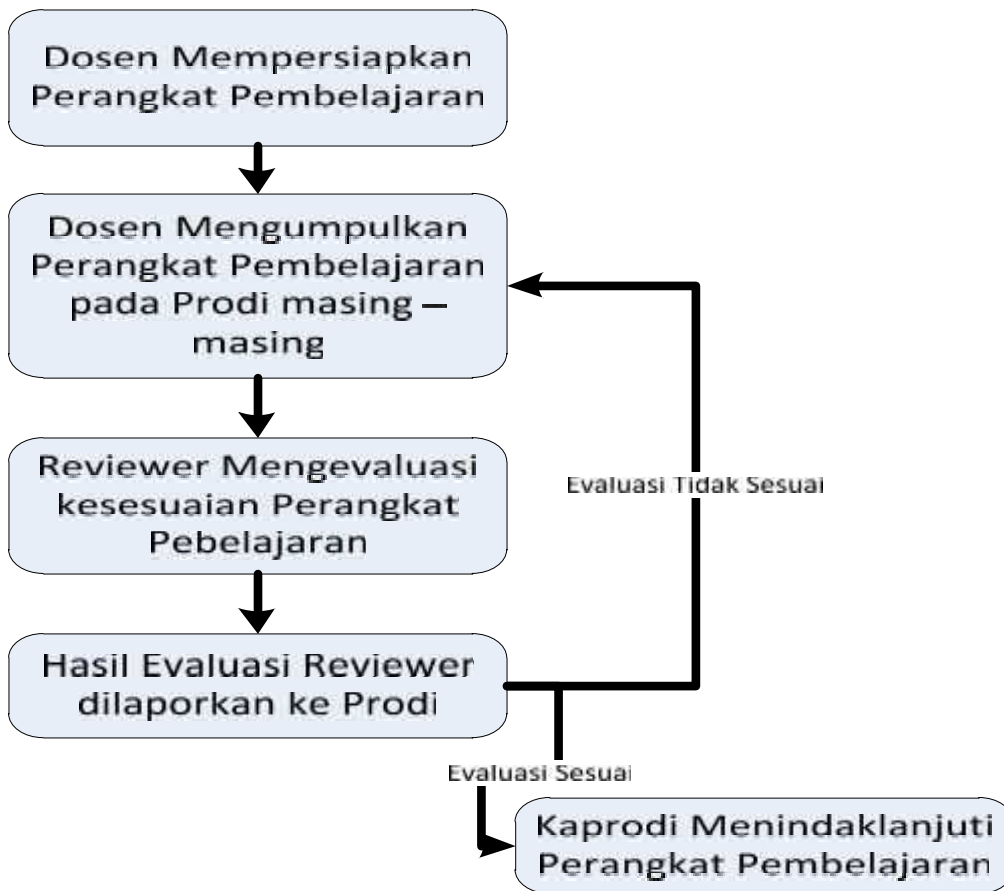 Dosen Mempersiapkan
Perangkat Pembelajaran
Dosen Mengumpulkan
Perangkat Pembelajaran
pada Prodi masing –
masing
Reviewer Mengevaluasi
kesesuaian Perangkat
Pebelajaran
Evaluasi Tidak Sesuai
Hasil Evaluasi Reviewer
dilaporkan ke Prodi
Evaluasi Sesuai
Kaprodi Menindaklanjuti
Perangkat Pembelajaran